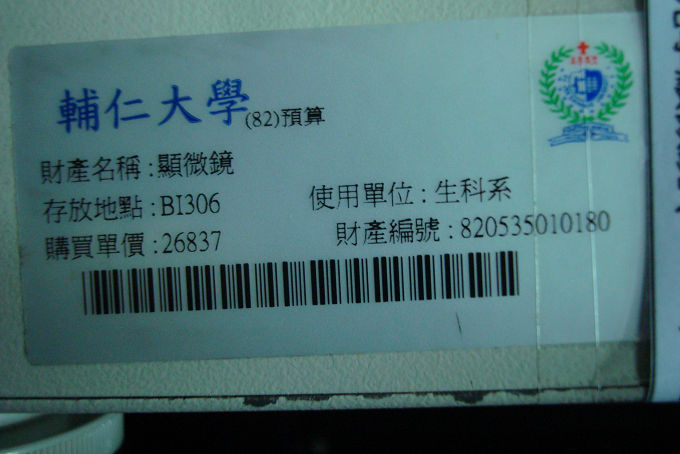 輔仁大學(82)預算
財產名稱:顯微鏡
存放地點:BI306 使用單位:生科系
購買單價:26837 財產編號:820535010180